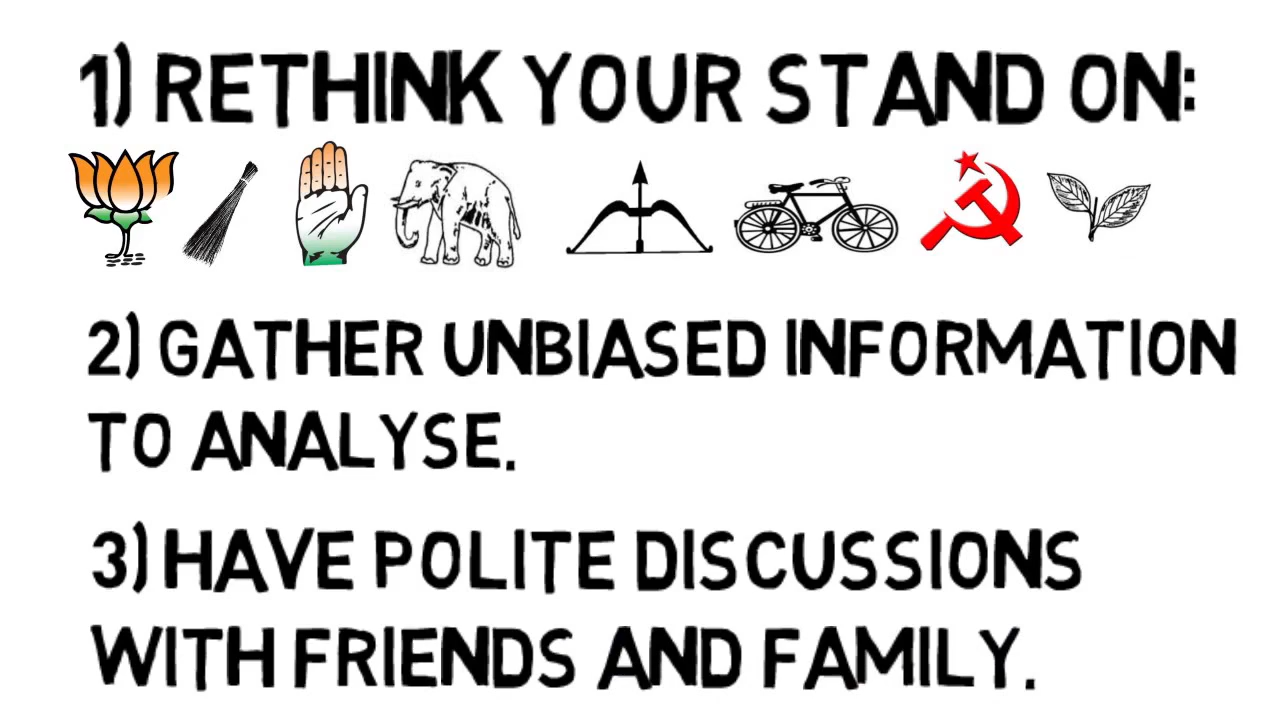 1) RETHINK YOUR STAND ON:
2) GATHER UNBIASED INFORMATION
TO ANALYSE.
3) HAVE POLITE DISCUSSIONS
WITH FRIENDS AND FAMILY.